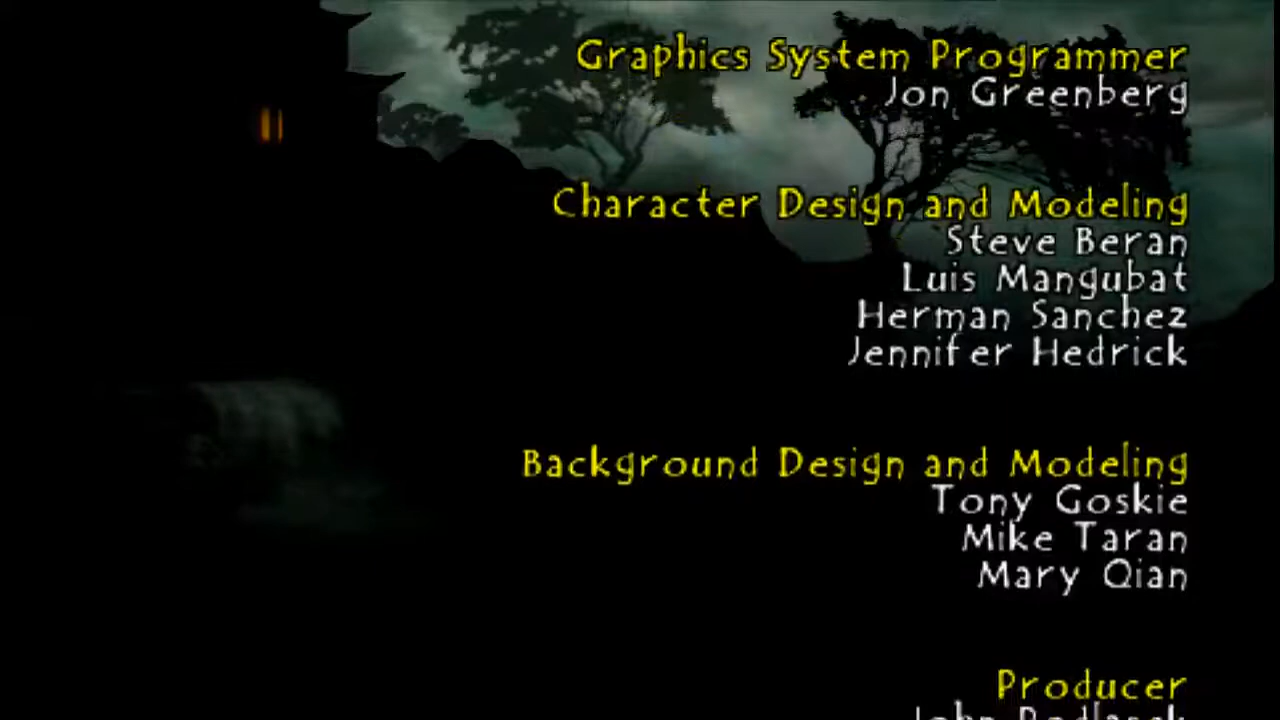 Graphics System Programmer
Jon Greenberg
Character Design and Modeling
Steve Beran
Luis Mangubat
Herman Sanchez
Jennifer Hedrick
Background Design and Modeling
Tony Goskie
Mike Taran
Mary Qian
Producer
John